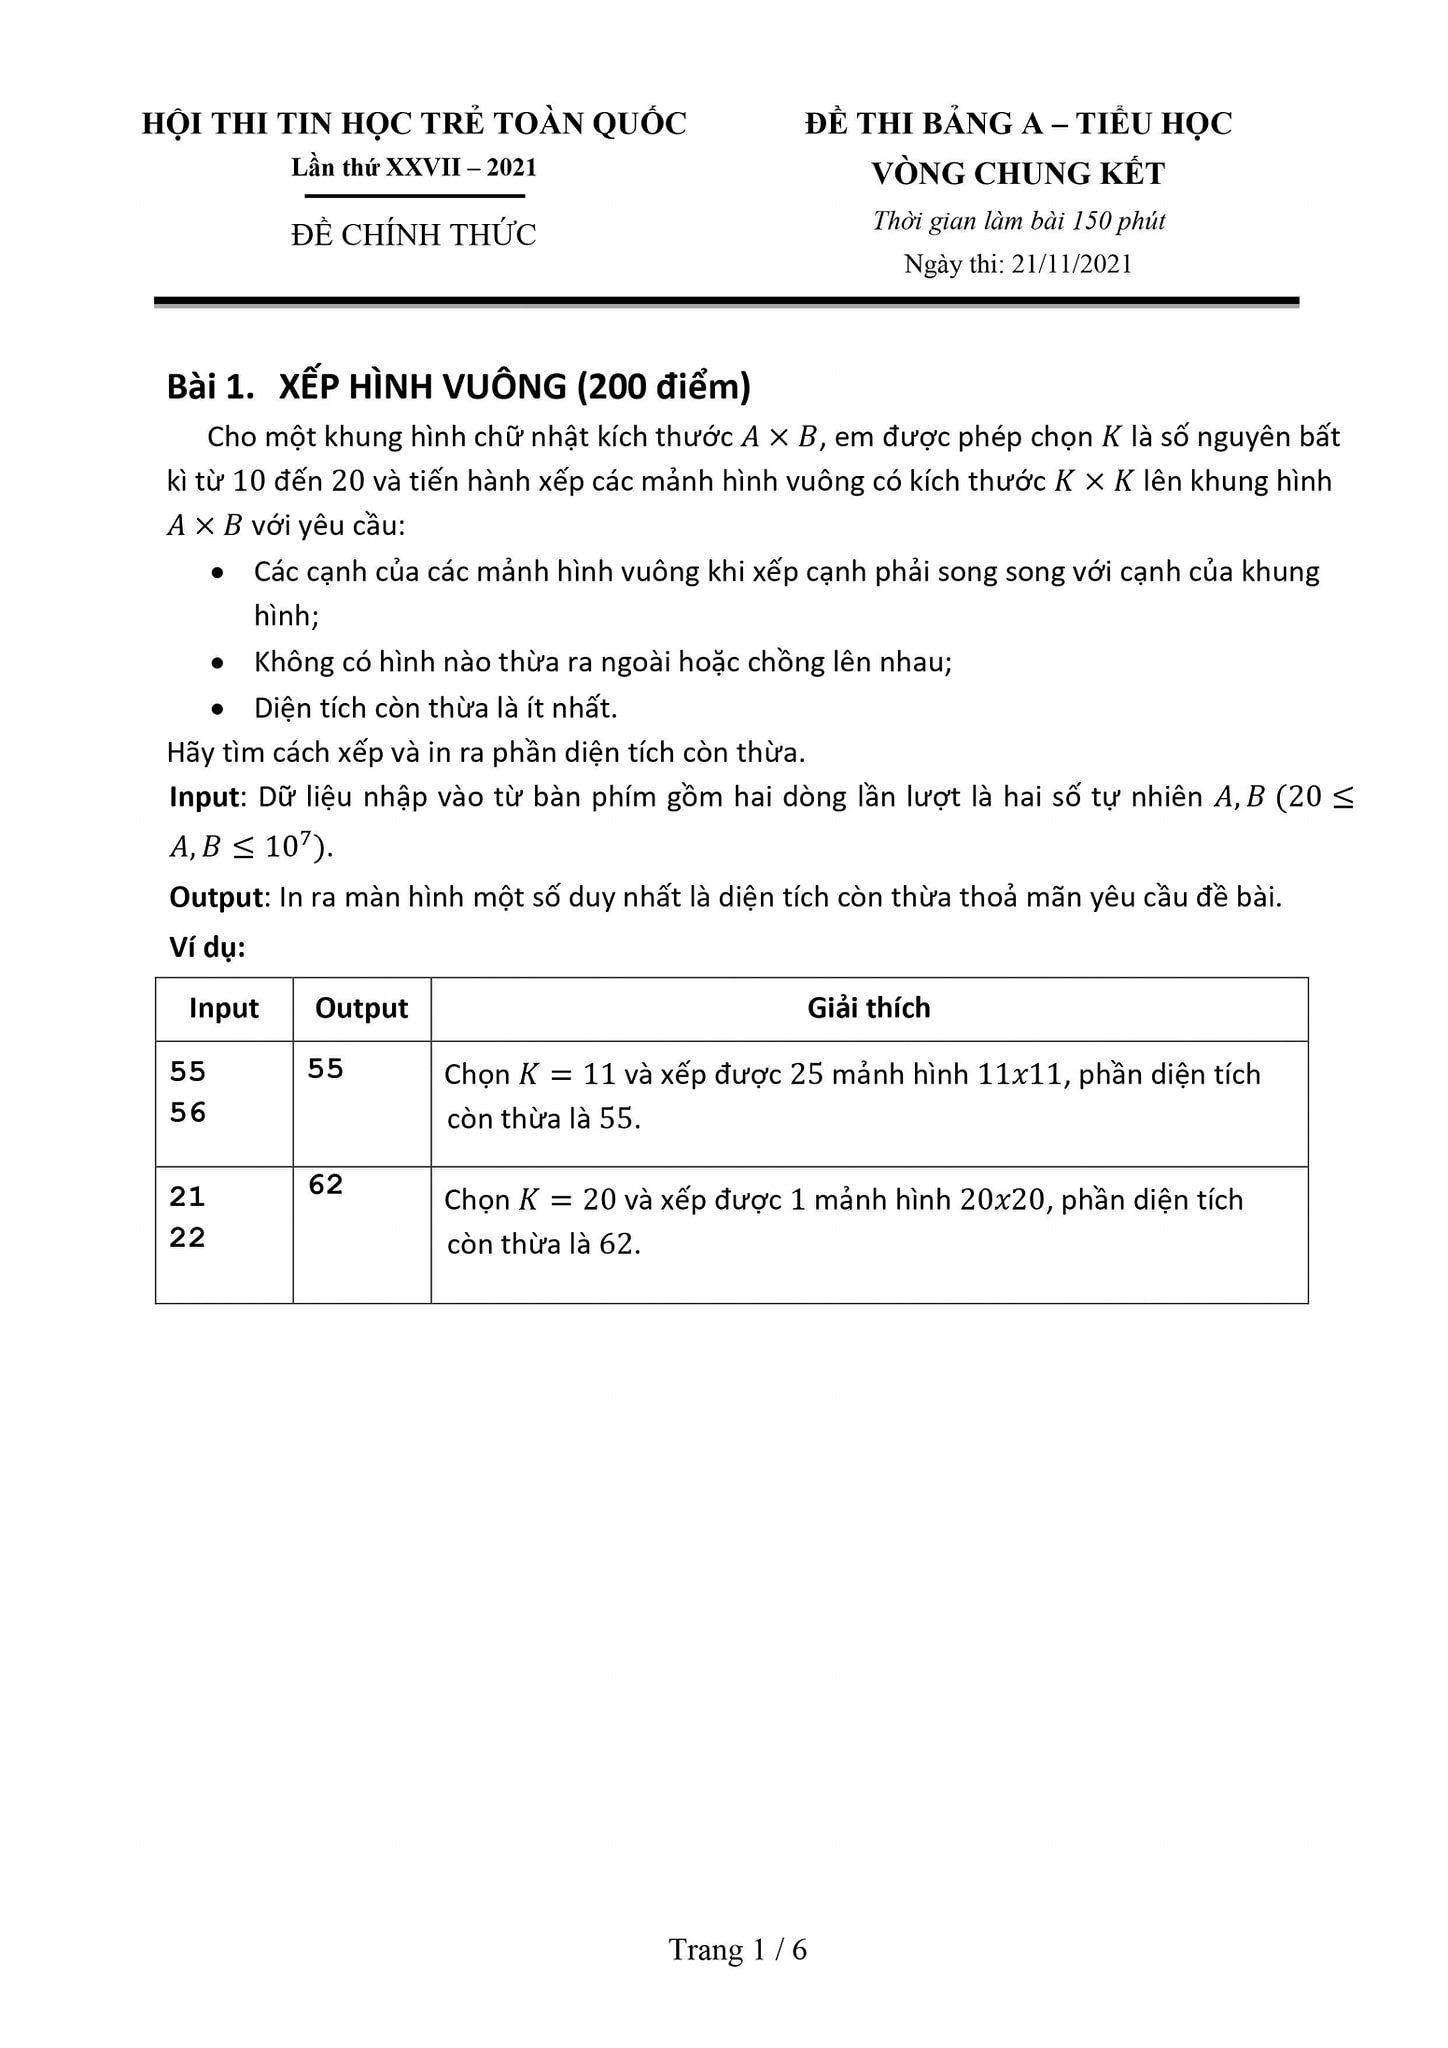 HỘI THI TIN HỌC TRẺ TOÀN QUỐC
Lần thứ XXVII – 2021
ĐỀ CHÍNH THỨC
ĐỀ THI BẢNG A – TIỂU HỌC
VÒNG CHUNG KẾT
Thời gian làm bài 150 phút
Ngày thi: 21/11/2021
Bài 1. XẾP HÌNH VUÔNG (200 điểm)
Cho một khung hình chữ nhật kích thước A × B, em được phép chọn K là số nguyên bất
kì từ 10 đến 20 và tiến hành xếp các mảnh hình vuông có kích thước K × K lên khung hình
A × B với yêu cầu:
• Các cạnh của các mảnh hình vuông khi xếp cạnh phải song song với cạnh của khung
hình;
• Không có hình nào thừa ra ngoài hoặc chồng lên nhau;
• Diện tích còn thừa là ít nhất.
Hãy tìm cách xếp và in ra phần diện tích còn thừa.
Input: Dữ liệu nhập vào từ bàn phím gồm hai dòng lần lượt là hai số tự nhiên A, B (20 ≤
A, B ≤ 10⁷).
Output: In ra màn hình một số duy nhất là diện tích còn thừa thoả mãn yêu cầu đề bài.
Ví dụ:
Input Output Giải thích
55
56
55
Chọn K = 11 và xếp được 25 mảnh hình 11x11, phần diện tích
còn thừa là 55.
21
22
62
Chọn K = 20 và xếp được 1 mảnh hình 20x20, phần diện tích
còn thừa là 62.
Trang 1 / 6